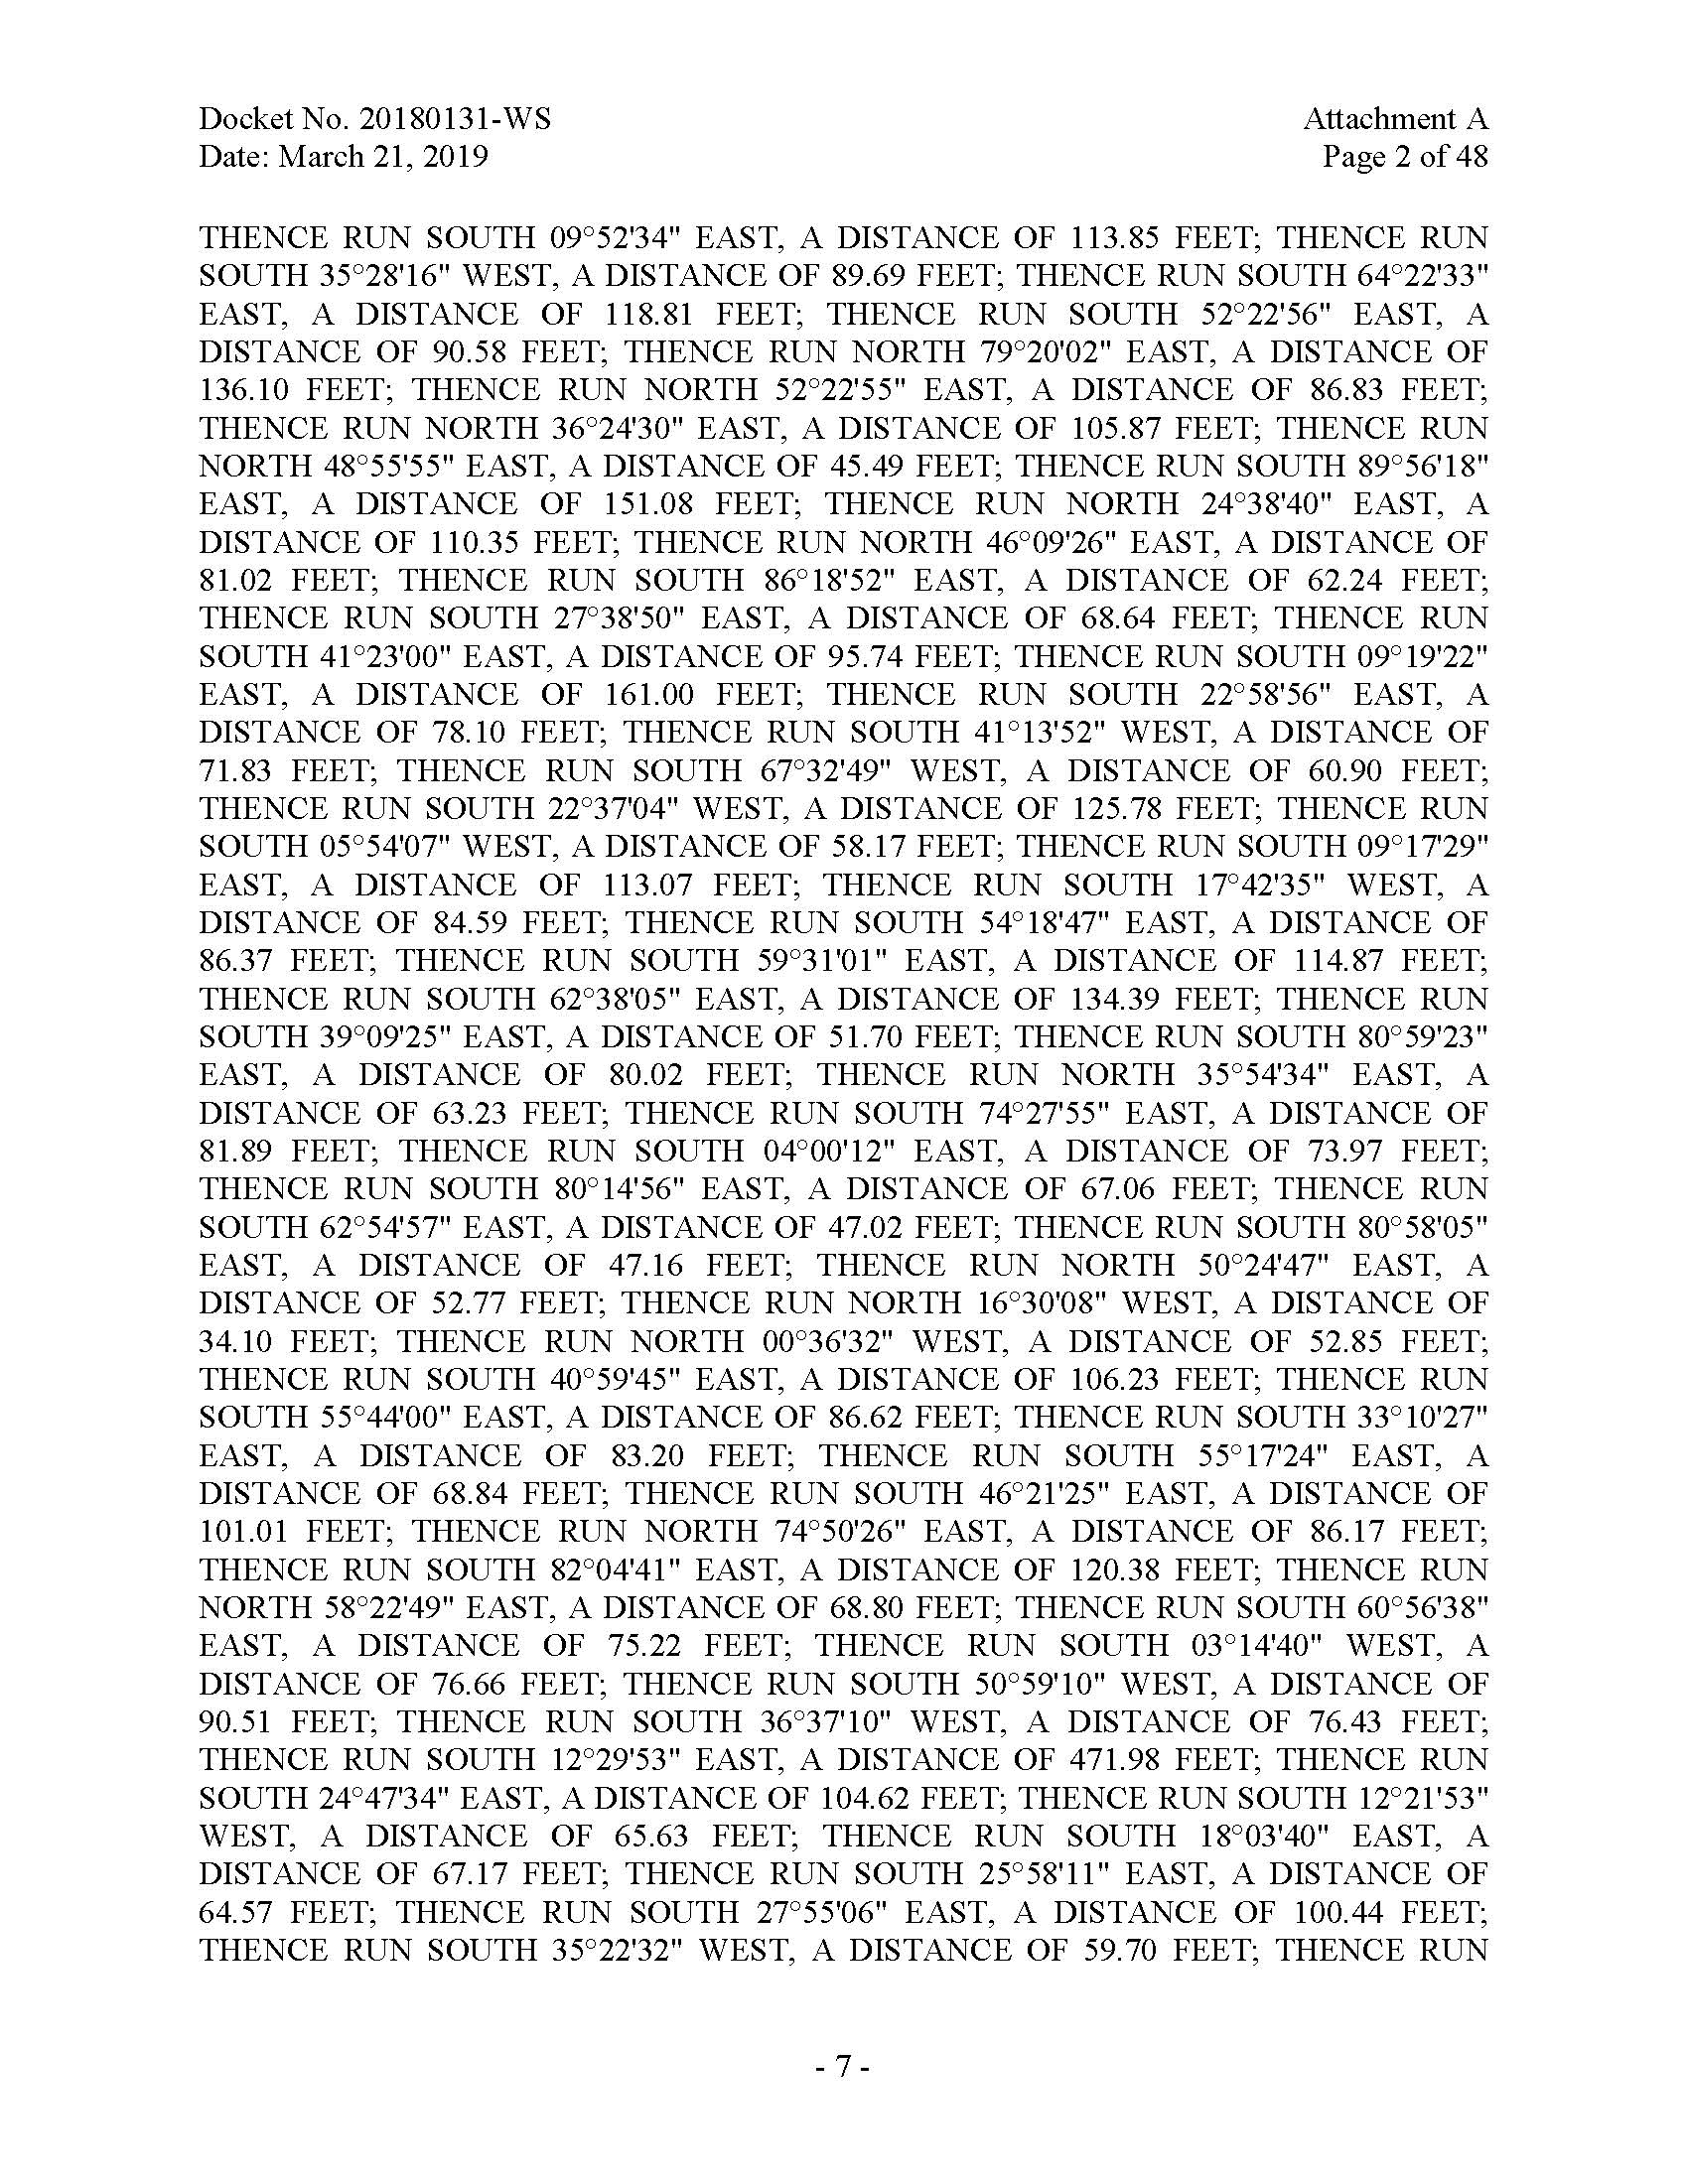 Docket No. 20180131-WS Attachment A
Date: March 21, 2019 Page 2 of 48
THENCE RUN SOUTH 09°52'34" EAST, A DISTANCE OF 113.85 FEET; THENCE RUN
SOUTH 35°28'16" WEST, A DISTANCE OF 89.69 FEET; THENCE RUN SOUTH 64°22'33"
EAST, A DISTANCE OF 118.81 FEET; THENCE RUN SOUTH 52°22'56" EAST, A
DISTANCE OF 90.58 FEET; THENCE RUN NORTH 79°20'02" EAST, A DISTANCE OF
136.10 FEET; THENCE RUN NORTH 52°22'55" EAST, A DISTANCE OF 86.83 FEET;
THENCE RUN NORTH 36°24'30" EAST, A DISTANCE OF 105.87 FEET; THENCE RUN
NORTH 48°55'55" EAST, A DISTANCE OF 45.49 FEET; THENCE RUN SOUTH 89°56'18"
EAST, A DISTANCE OF 151.08 FEET; THENCE RUN NORTH 24°38'40" EAST, A
DISTANCE OF 110.35 FEET; THENCE RUN NORTH 46°09'26" EAST, A DISTANCE OF
81.02 FEET; THENCE RUN SOUTH 86°18'52" EAST, A DISTANCE OF 62.24 FEET;
THENCE RUN SOUTH 27°38'50" EAST, A DISTANCE OF 68.64 FEET; THENCE RUN
SOUTH 41°23'00" EAST, A DISTANCE OF 95.74 FEET; THENCE RUN SOUTH 09°19'22"
EAST, A DISTANCE OF 161.00 FEET; THENCE RUN SOUTH 22°58'56" EAST, A
DISTANCE OF 78.10 FEET; THENCE RUN SOUTH 41°13'52" WEST, A DISTANCE OF
71.83 FEET; THENCE RUN SOUTH 67°32'49" WEST, A DISTANCE OF 60.90 FEET;
THENCE RUN SOUTH 22°37'04" WEST, A DISTANCE OF 125.78 FEET; THENCE RUN
SOUTH 05°54'07" WEST, A DISTANCE OF 58.17 FEET; THENCE RUN SOUTH 09°17'29"
EAST, A DISTANCE OF 113.07 FEET; THENCE RUN SOUTH 17°42'35" WEST, A
DISTANCE OF 84.59 FEET; THENCE RUN SOUTH 54°18'47" EAST, A DISTANCE OF
86.37 FEET; THENCE RUN SOUTH 59°31'01" EAST, A DISTANCE OF 114.87 FEET;
THENCE RUN SOUTH 62°38'05" EAST, A DISTANCE OF 134.39 FEET; THENCE RUN
SOUTH 39°09'25" EAST, A DISTANCE OF 51.70 FEET; THENCE RUN SOUTH 80°59'23"
EAST, A DISTANCE OF 80.02 FEET; THENCE RUN NORTH 35°54'34" EAST, A
DISTANCE OF 63.23 FEET; THENCE RUN SOUTH 74°27'55" EAST, A DISTANCE OF
81.89 FEET; THENCE RUN SOUTH 04°00'12" EAST, A DISTANCE OF 73.97 FEET;
THENCE RUN SOUTH 80°14'56" EAST, A DISTANCE OF 67.06 FEET; THENCE RUN
SOUTH 62°54'57" EAST, A DISTANCE OF 47.02 FEET; THENCE RUN SOUTH 80°58'05"
EAST, A DISTANCE OF 47.16 FEET; THENCE RUN NORTH 50°24'47" EAST, A
DISTANCE OF 52.77 FEET; THENCE RUN NORTH 16°30'08" WEST, A DISTANCE OF
34.10 FEET; THENCE RUN NORTH 00°36'32" WEST, A DISTANCE OF 52.85 FEET;
THENCE RUN SOUTH 40°59'45" EAST, A DISTANCE OF 106.23 FEET; THENCE RUN
SOUTH 55°44'00" EAST, A DISTANCE OF 86.62 FEET; THENCE RUN SOUTH 33°10'27"
EAST, A DISTANCE OF 83.20 FEET; THENCE RUN SOUTH 55°17'24" EAST, A
DISTANCE OF 68.84 FEET; THENCE RUN SOUTH 46°21'25" EAST, A DISTANCE OF
101.01 FEET; THENCE RUN NORTH 74°50'26" EAST, A DISTANCE OF 86.17 FEET;
THENCE RUN SOUTH 82°04'41" EAST, A DISTANCE OF 120.38 FEET; THENCE RUN
NORTH 58°22'49" EAST, A DISTANCE OF 68.80 FEET; THENCE RUN SOUTH 60°56'38"
EAST, A DISTANCE OF 75.22 FEET; THENCE RUN SOUTH 03°14'40" WEST, A
DISTANCE OF 76.66 FEET; THENCE RUN SOUTH 50°59'10" WEST, A DISTANCE OF
90.51 FEET; THENCE RUN SOUTH 36°37'10" WEST, A DISTANCE OF 76.43 FEET;
THENCE RUN SOUTH 12°29'53" EAST, A DISTANCE OF 471.98 FEET; THENCE RUN
SOUTH 24°47'34" EAST, A DISTANCE OF 104.62 FEET; THENCE RUN SOUTH 12°21'53"
WEST, A DISTANCE OF 65.63 FEET; THENCE RUN SOUTH 18°03'40" EAST, A
DISTANCE OF 67.17 FEET; THENCE RUN SOUTH 25°58'11" EAST, A DISTANCE OF
64.57 FEET; THENCE RUN SOUTH 27°55'06" EAST, A DISTANCE OF 100.44 FEET;
THENCE RUN SOUTH 35°22'32" WEST, A DISTANCE OF 59.70 FEET; THENCE RUN
- 7 -